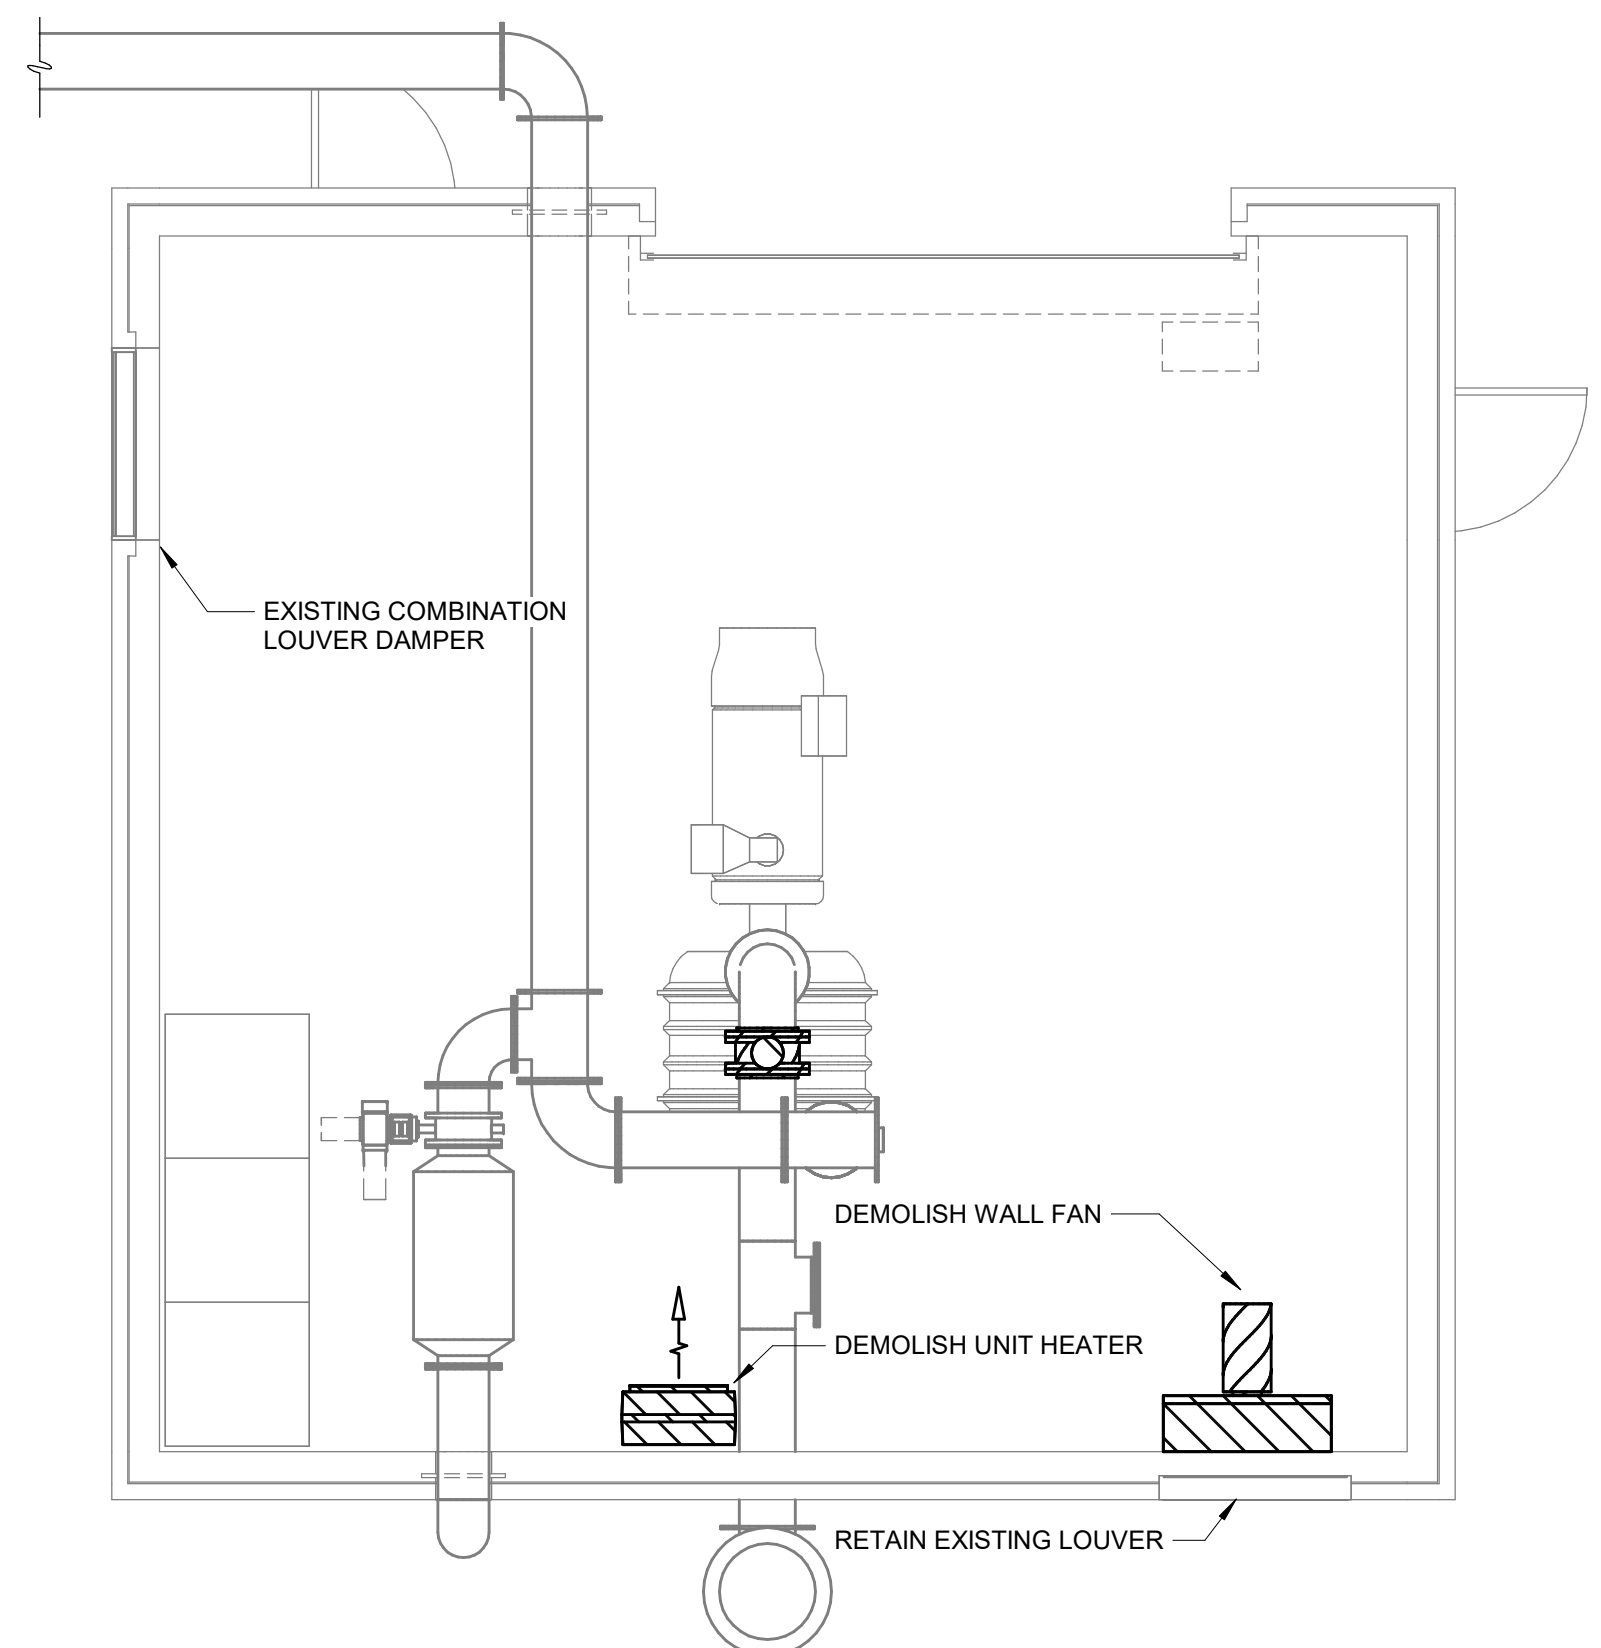 EXISTING COMBINATION
LOUVER DAMPER
DEMOLISH WALL FAN
DEMOLISH UNIT HEATER
RETAIN EXISTING LOUVER